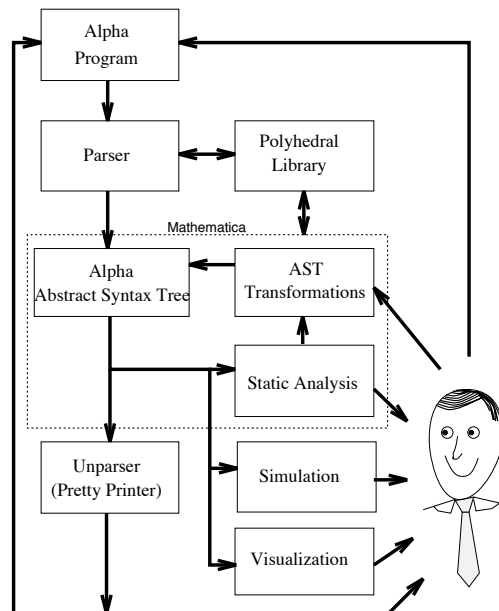 Alpha
Program
Parser
Polyhedral
Library
Mathematica
Alpha
Abstract Syntax Tree
AST
Transformations
Static Analysis
Unparser
(Pretty Printer)
Simulation
Visualization